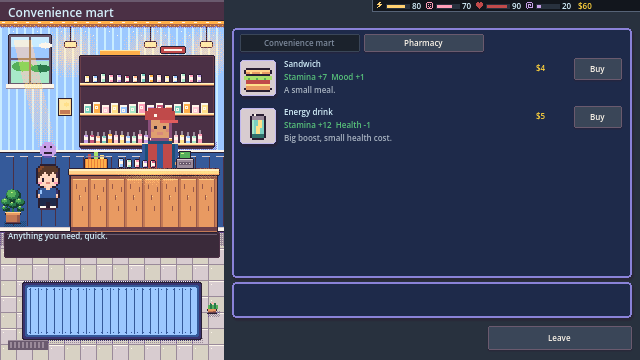 Convenience mart
80
70
90
20
$60
Convenience mart
Pharmacy
Sandwich
$4
Buy
Stamina +7 Mood +1
A small meal.
Energy drink
$5
Buy
Stamina +12 Health -1
Big boost, small health cost.
Anything you need, quick.
Leave